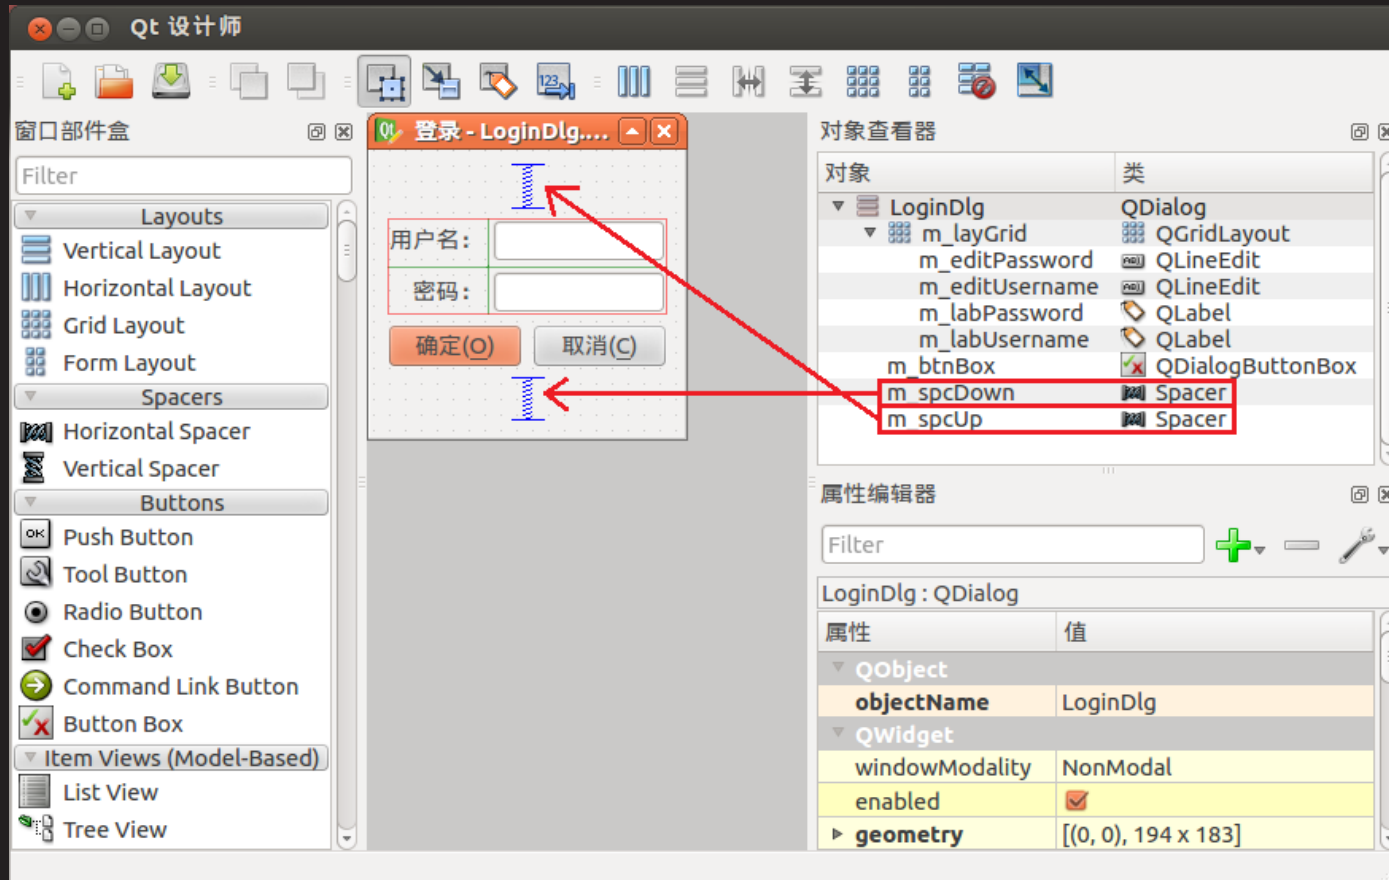 Qt 设计师
123
窗口部件盒
Filter
Layouts
Vertical Layout
Horizontal Layout
Grid Layout
Form Layout
Spacers
Horizontal Spacer
Vertical Spacer
Buttons
OK
Push Button
Tool Button
Radio Button
Check Box
Command Link Button
Button Box
Item Views (Model-Based)
List View
Tree View
Qt 登录 - LoginDlg....
用户名:
密码:
确定(O) 取消(C)
对象查看器
对象 类
LoginDlg QDialog
m_layGrid QGridLayout
m_editPassword QLineEdit
m_editUsername QLineEdit
m_labPassword QLabel
m_labUsername QLabel
m_btnBox QDialogButtonBox
m_spcDown Spacer
m_spcUp Spacer
属性编辑器
Filter
LoginDlg : QDialog
属性 值
QObject
objectName LoginDlg
QWidget
windowModality NonModal
enabled
geometry [(0, 0), 194 x 183]